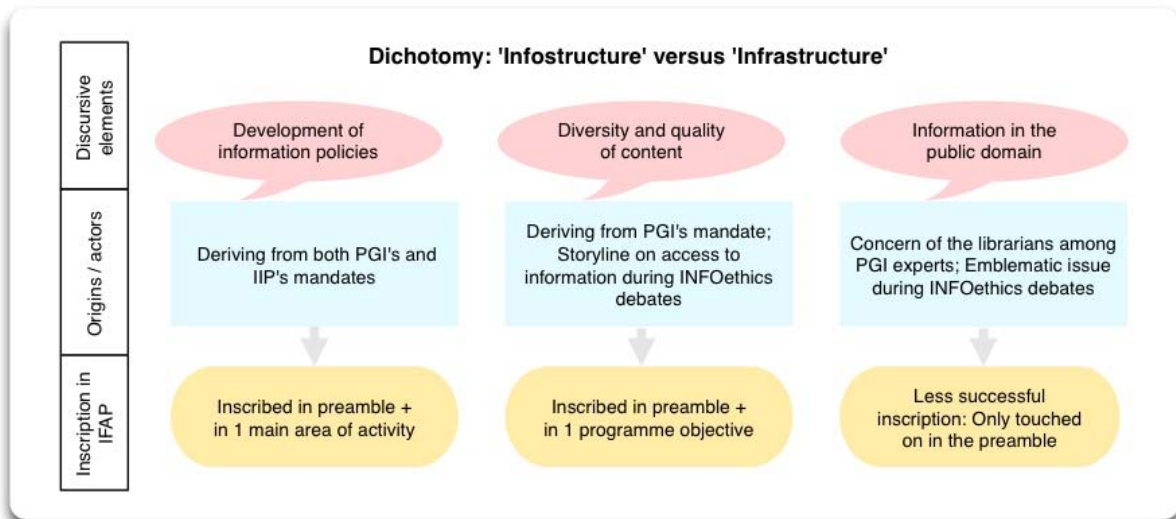 Dichotomy: 'Infostructure' versus 'Infrastructure'
Discursive
elements
Development of
information policies
Diversity and quality
of content
Information in the
public domain
Origins / actors
Deriving from both PGI's and
IIP's mandates
Deriving from PGI's mandate;
Storyline on access to
information during INFOethics
debates
Concern of the librarians among
PGI experts; Emblematic issue
during INFOethics debates
Inscription in
IFAP
Inscribed in preamble +
in 1 main area of activity
Inscribed in preamble +
in 1 programme objective
Less successful
inscription: Only touched
on in the preamble